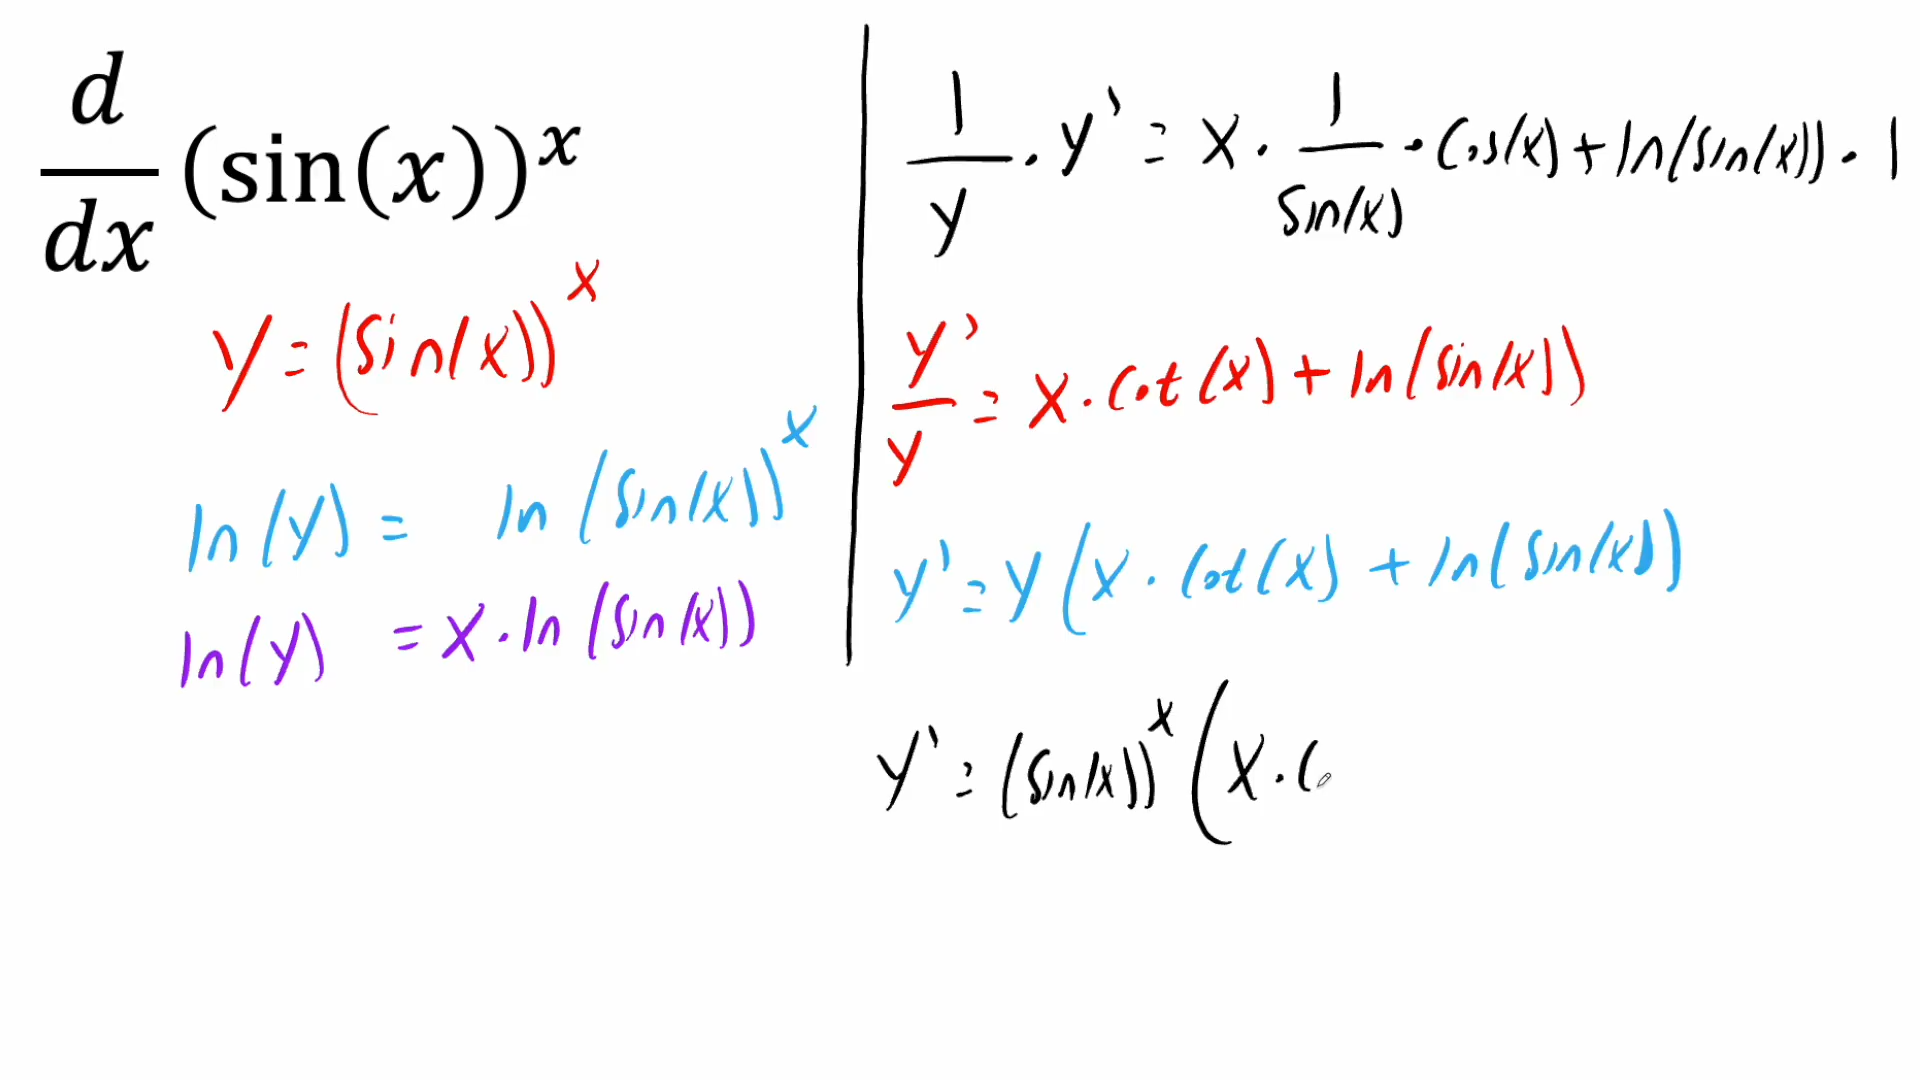 d/dx (sin(x))^x
y = (sin(x))^x
ln(y) = ln(sin(x))^x
ln(y) = x · ln(sin(x))
1/y · y' = x · 1/sin(x) · cos(x) + ln(sin(x)) · 1
y'/y = x · cot(x) + ln(sin(x))
y' = y(x · cot(x) + ln(sin(x))
y' = (sin(x))^x (x · c